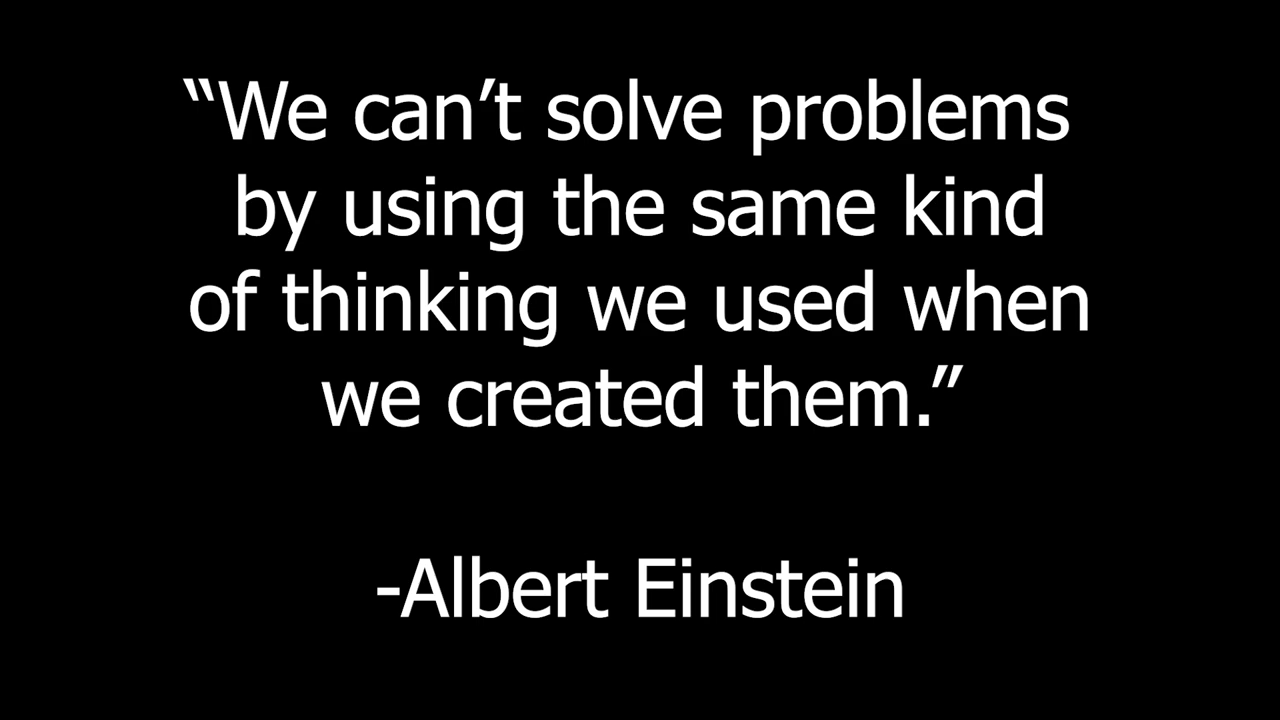 “We can’t solve problems
by using the same kind
of thinking we used when
we created them.”
-Albert Einstein